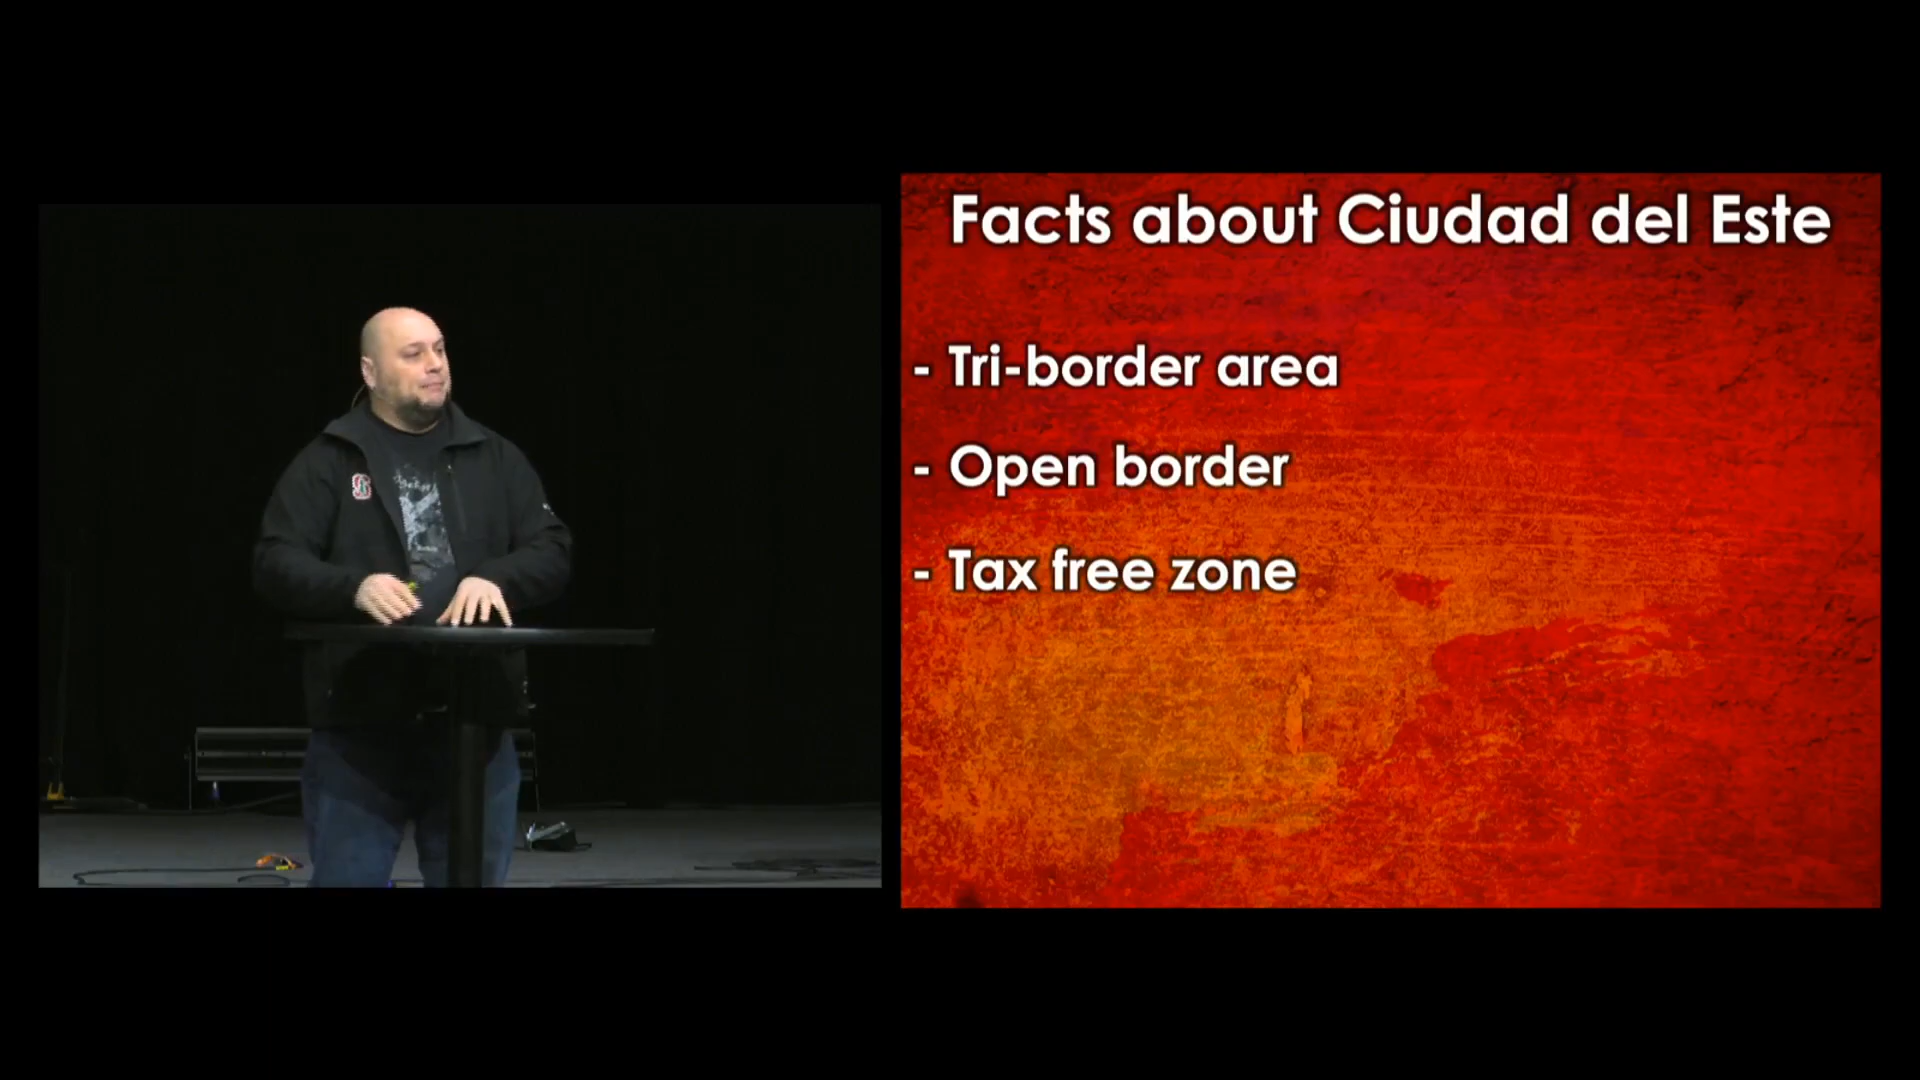 Facts about Ciudad del Este
- Tri-border area
- Open border
- Tax free zone